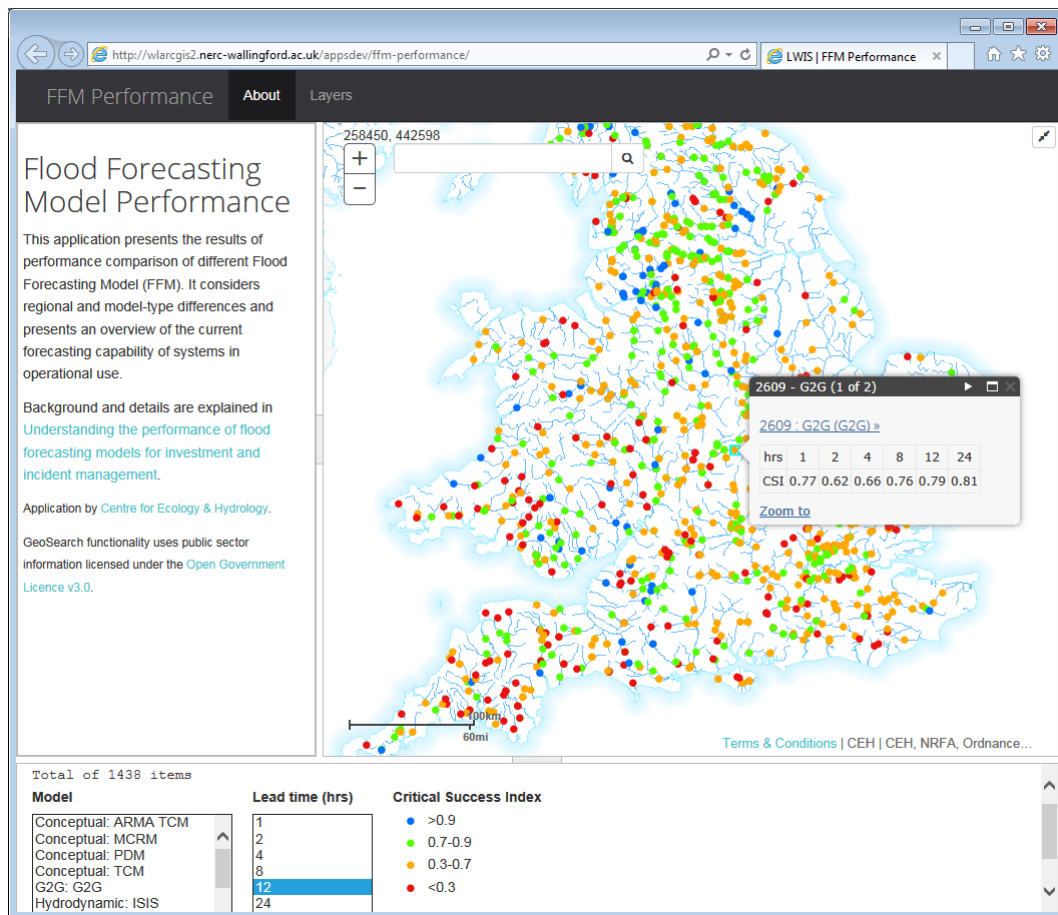 http://wlarcgis2.nerc-wallingford.ac.uk/appsdev/ffm-performance/
LWIS | FFM Performance
FFM Performance About Layers
Flood Forecasting
Model Performance
This application presents the results of
performance comparison of different Flood
Forecasting Model (FFM). It considers
regional and model-type differences and
presents an overview of the current
forecasting capability of systems in
operational use.
Background and details are explained in
Understanding the performance of flood
forecasting models for investment and
incident management.
Application by Centre for Ecology & Hydrology.
GeoSearch functionality uses public sector
information licensed under the Open Government
Licence v3.0.
258450, 442598
+
−
2609 - G2G (1 of 2)
2609 : G2G (G2G) »
hrs 1 2 4 8 12 24
CSI 0.77 0.62 0.66 0.76 0.79 0.81
Zoom to
100km
60mi
Terms & Conditions | CEH | CEH, NRFA, Ordnance...
Total of 1438 items
Model
Conceptual: ARMA TCM
Conceptual: MCRM
Conceptual: PDM
Conceptual: TCM
G2G: G2G
Hydrodynamic: ISIS
Lead time (hrs)
1
2
4
8
12
24
Critical Success Index
>0.9
0.7-0.9
0.3-0.7
<0.3